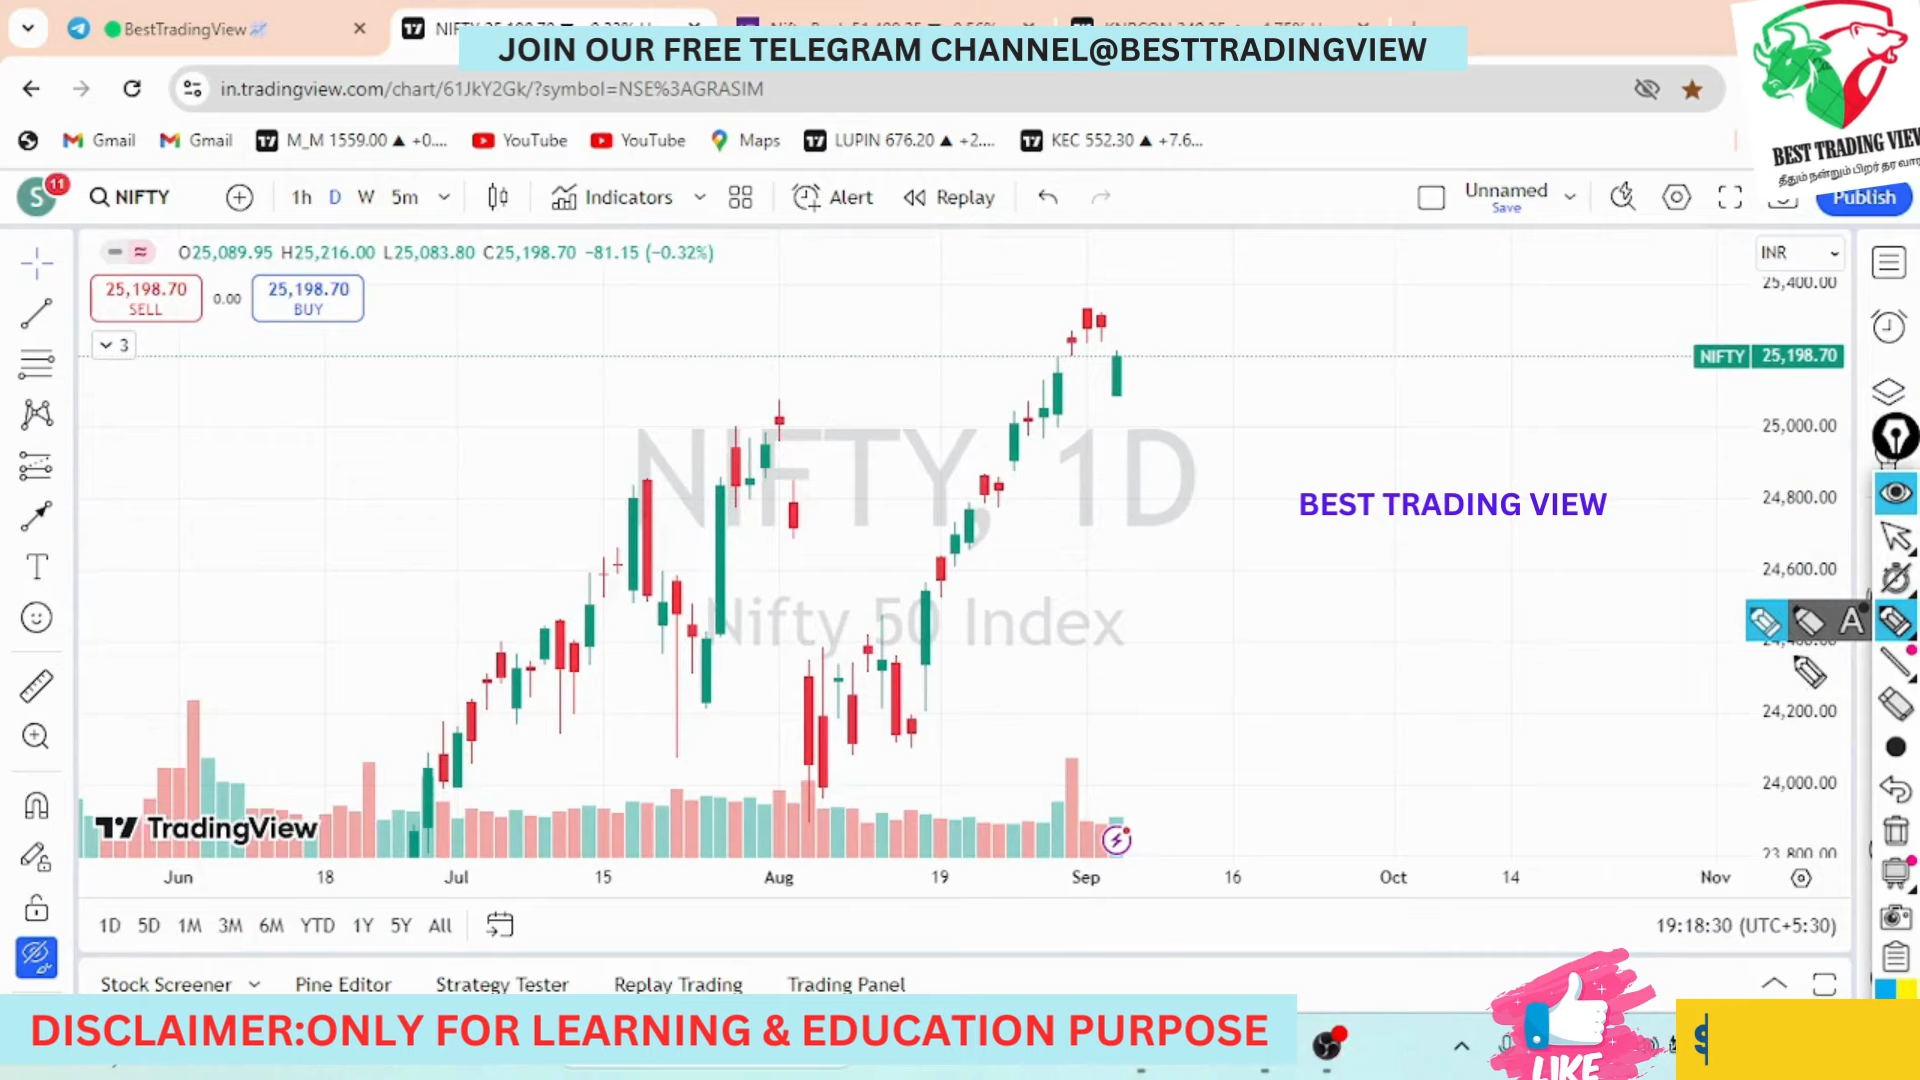 BestTradingView
JOIN OUR FREE TELEGRAM CHANNEL@BESTTRADINGVIEW
in.tradingview.com/chart/61JkY2Gk/?symbol=NSE%3AGRASIM
Gmail
Gmail
M_M 1559.00 ▲ +0....
YouTube
YouTube
Maps
LUPIN 676.20 ▲ +2....
KEC 552.30 ▲ +7.6...
BEST TRADING VIEW
தீதும் நன்றும் பிறர் தர வாரா
S
11
NIFTY
1h
D
W
5m
Indicators
Alert
Replay
Unnamed
Save
Publish
O25,089.95 H25,216.00 L25,083.80 C25,198.70 −81.15 (−0.32%)
INR
25,198.70
SELL
0.00
25,198.70
BUY
3
25,400.00
NIFTY 25,198.70
25,000.00
24,800.00
24,600.00
24,200.00
24,000.00
23,800.00
NIFTY, 1D
Nifty 50 Index
BEST TRADING VIEW
A
TradingView
Jun 18 Jul 15 Aug 19 Sep 16 Oct 14 Nov
1D 5D 1M 3M 6M YTD 1Y 5Y All
19:18:30 (UTC+5:30)
Stock Screener Pine Editor Strategy Tester Replay Trading Trading Panel
DISCLAIMER:ONLY FOR LEARNING & EDUCATION PURPOSE
LIKE